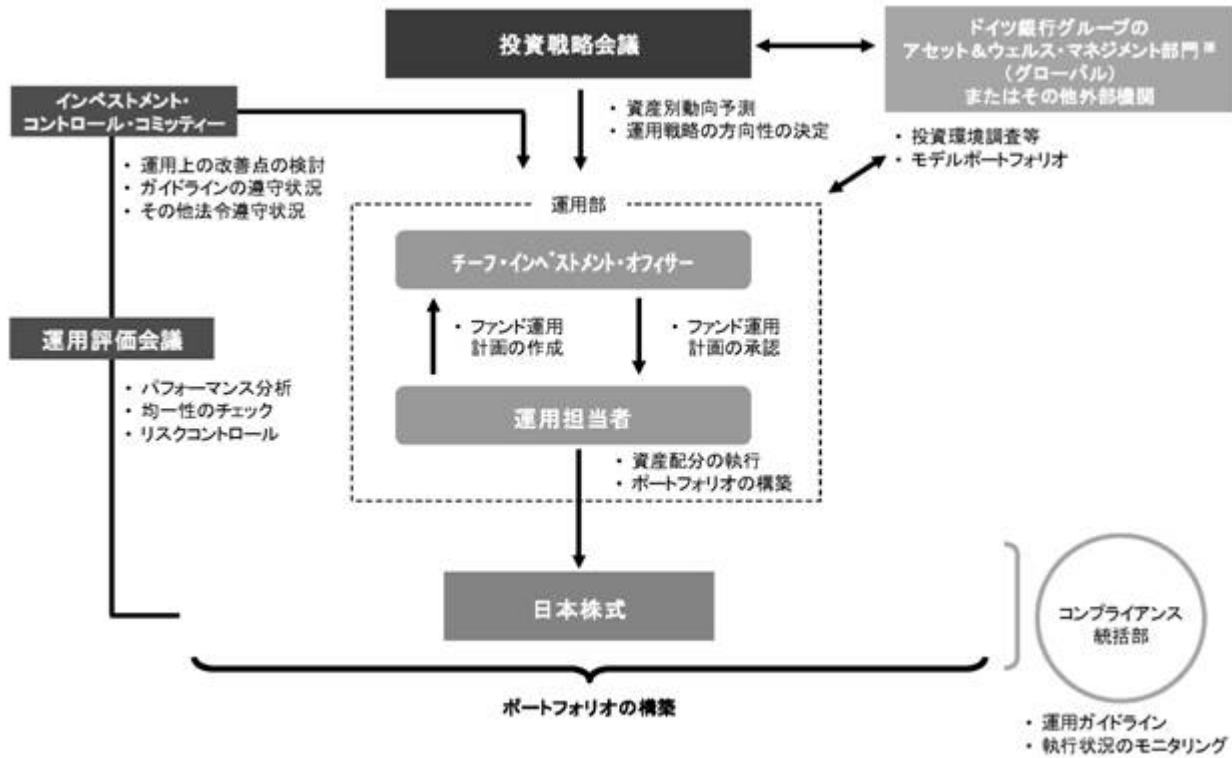 投資戦略会議
ドイツ銀行グループの
アセット&ウェルス・マネジメント部門※
(グローバル)
またはその他外部機関
インベストメント・
コントロール・コミッティー
・ 資産別動向予測
・ 運用戦略の方向性の決定
・ 投資環境調査等
・ モデルポートフォリオ
・ 運用上の改善点の検討
・ ガイドラインの遵守状況
・ その他法令遵守状況
運用部
チーフ・インベストメント・オフィサー
・ ファンド運用
計画の作成
・ ファンド運用
計画の承認
運用評価会議
・ パフォーマンス分析
・ 均一性のチェック
・ リスクコントロール
運用担当者
・ 資産配分の執行
・ ポートフォリオの構築
日本株式
コンプライアンス
統括部
ポートフォリオの構築
・ 運用ガイドライン
・ 執行状況のモニタリング